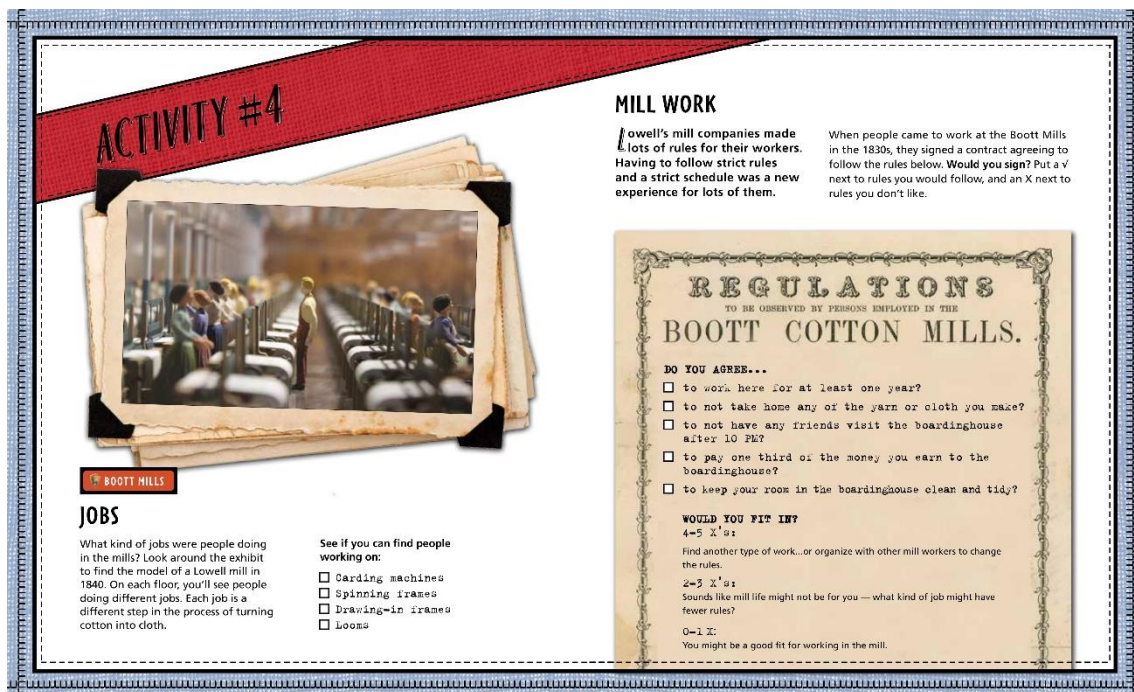 ACTIVITY #4
BOOTT MILLS
JOBS
What kind of jobs were people doing
in the mills? Look around the exhibit
to find the model of a Lowell mill in
1840. On each floor, you'll see people
doing different jobs. Each job is a
different step in the process of turning
cotton into cloth.
See if you can find people
working on:
Carding machines
Spinning frames
Drawing-in frames
Looms
MILL WORK
Lowell's mill companies made
lots of rules for their workers.
Having to follow strict rules
and a strict schedule was a new
experience for lots of them.
When people came to work at the Boott Mills
in the 1830s, they signed a contract agreeing to
follow the rules below. Would you sign? Put a √
next to rules you would follow, and an X next to
rules you don't like.
REGULATIONS
TO BE OBSERVED BY PERSONS EMPLOYED IN THE
BOOTT COTTON MILLS.
DO YOU AGREE...
to work here for at least one year?
to not take home any of the yarn or cloth you make?
to not have any friends visit the boardinghouse
after 10 PM?
to pay one third of the money you earn to the
boardinghouse?
to keep your room in the boardinghouse clean and tidy?
WOULD YOU FIT IN?
4-5 X's:
Find another type of work...or organize with other mill workers to change
the rules.
2-3 X's:
Sounds like mill life might not be for you — what kind of job might have
fewer rules?
0-1 X:
You might be a good fit for working in the mill.